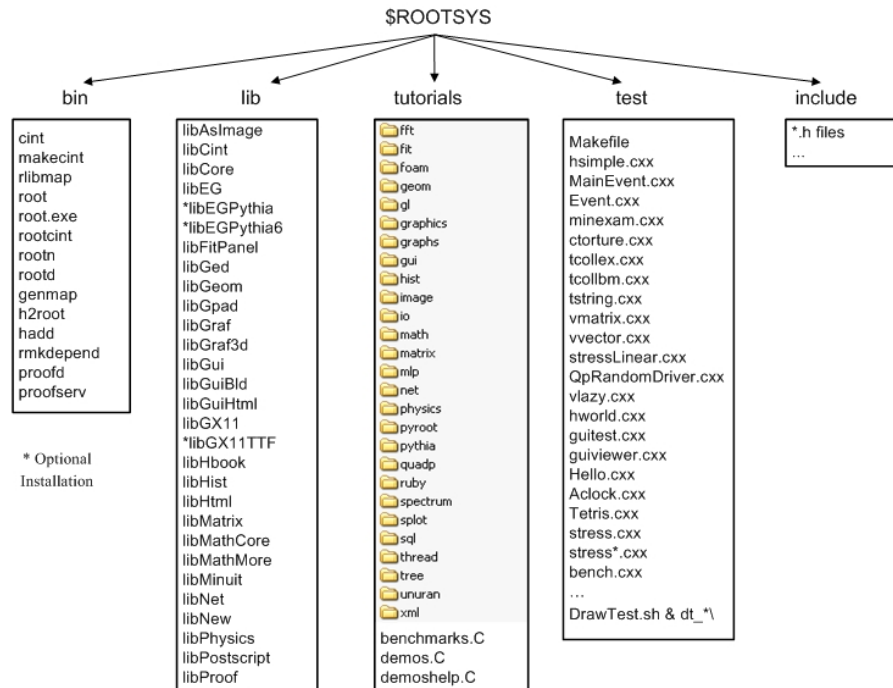 $ROOTSYS
bin
lib
tutorials
test
include
cint
makecint
rlibmap
root
root.exe
rootcint
rootn
rootd
genmap
h2root
hadd
rmkdepend
proofd
proofserv
* Optional
Installation
libAsImage
libCint
libCore
libEG
*libEGPythia
*libEGPythia6
libFitPanel
libGed
libGeom
libGpad
libGraf
libGraf3d
libGui
libGuiBld
libGuiHtml
libGX11
*libGX11TTF
libHbook
libHist
libHtml
libMatrix
libMathCore
libMathMore
libMinuit
libNet
libNew
libPhysics
libPostscript
libProof
fft
fit
foam
geom
gl
graphics
graphs
gui
hist
image
io
math
matrix
mlp
net
physics
pyroot
pythia
quadp
ruby
spectrum
splot
sql
thread
tree
unuran
xml
benchmarks.C
demos.C
demoshelp.C
Makefile
hsimple.cxx
MainEvent.cxx
Event.cxx
minexam.cxx
ctorture.cxx
tcollex.cxx
tcollbm.cxx
tstring.cxx
vmatrix.cxx
vvector.cxx
stressLinear.cxx
QpRandomDriver.cxx
vlazy.cxx
hworld.cxx
guitest.cxx
guiviewer.cxx
Hello.cxx
Aclock.cxx
Tetris.cxx
stress.cxx
stress*.cxx
bench.cxx
...
DrawTest.sh & dt_*\
*.h files
...